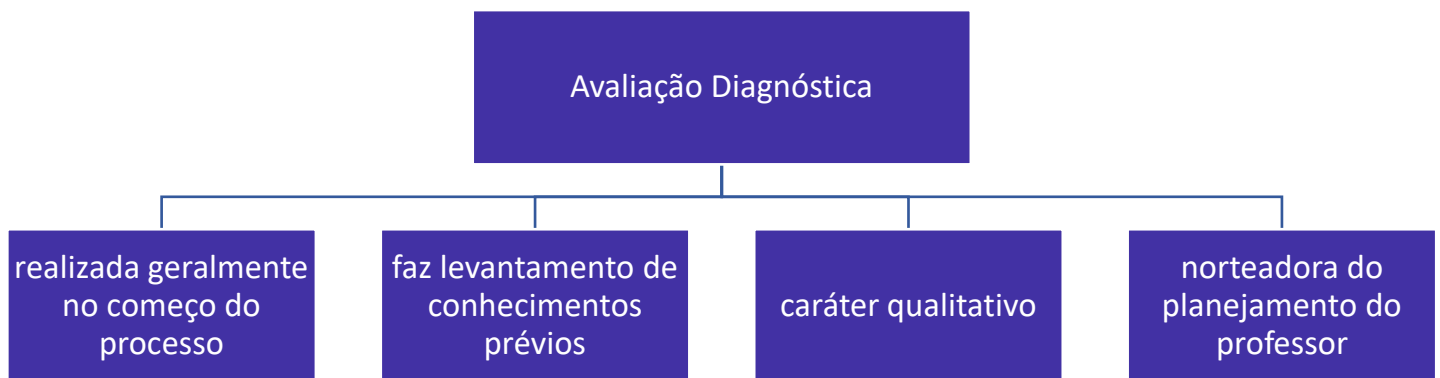 Avaliação Diagnóstica
realizada geralmente
no começo do
processo
faz levantamento de
conhecimentos
prévios
caráter qualitativo
norteadora do
planejamento do
professor